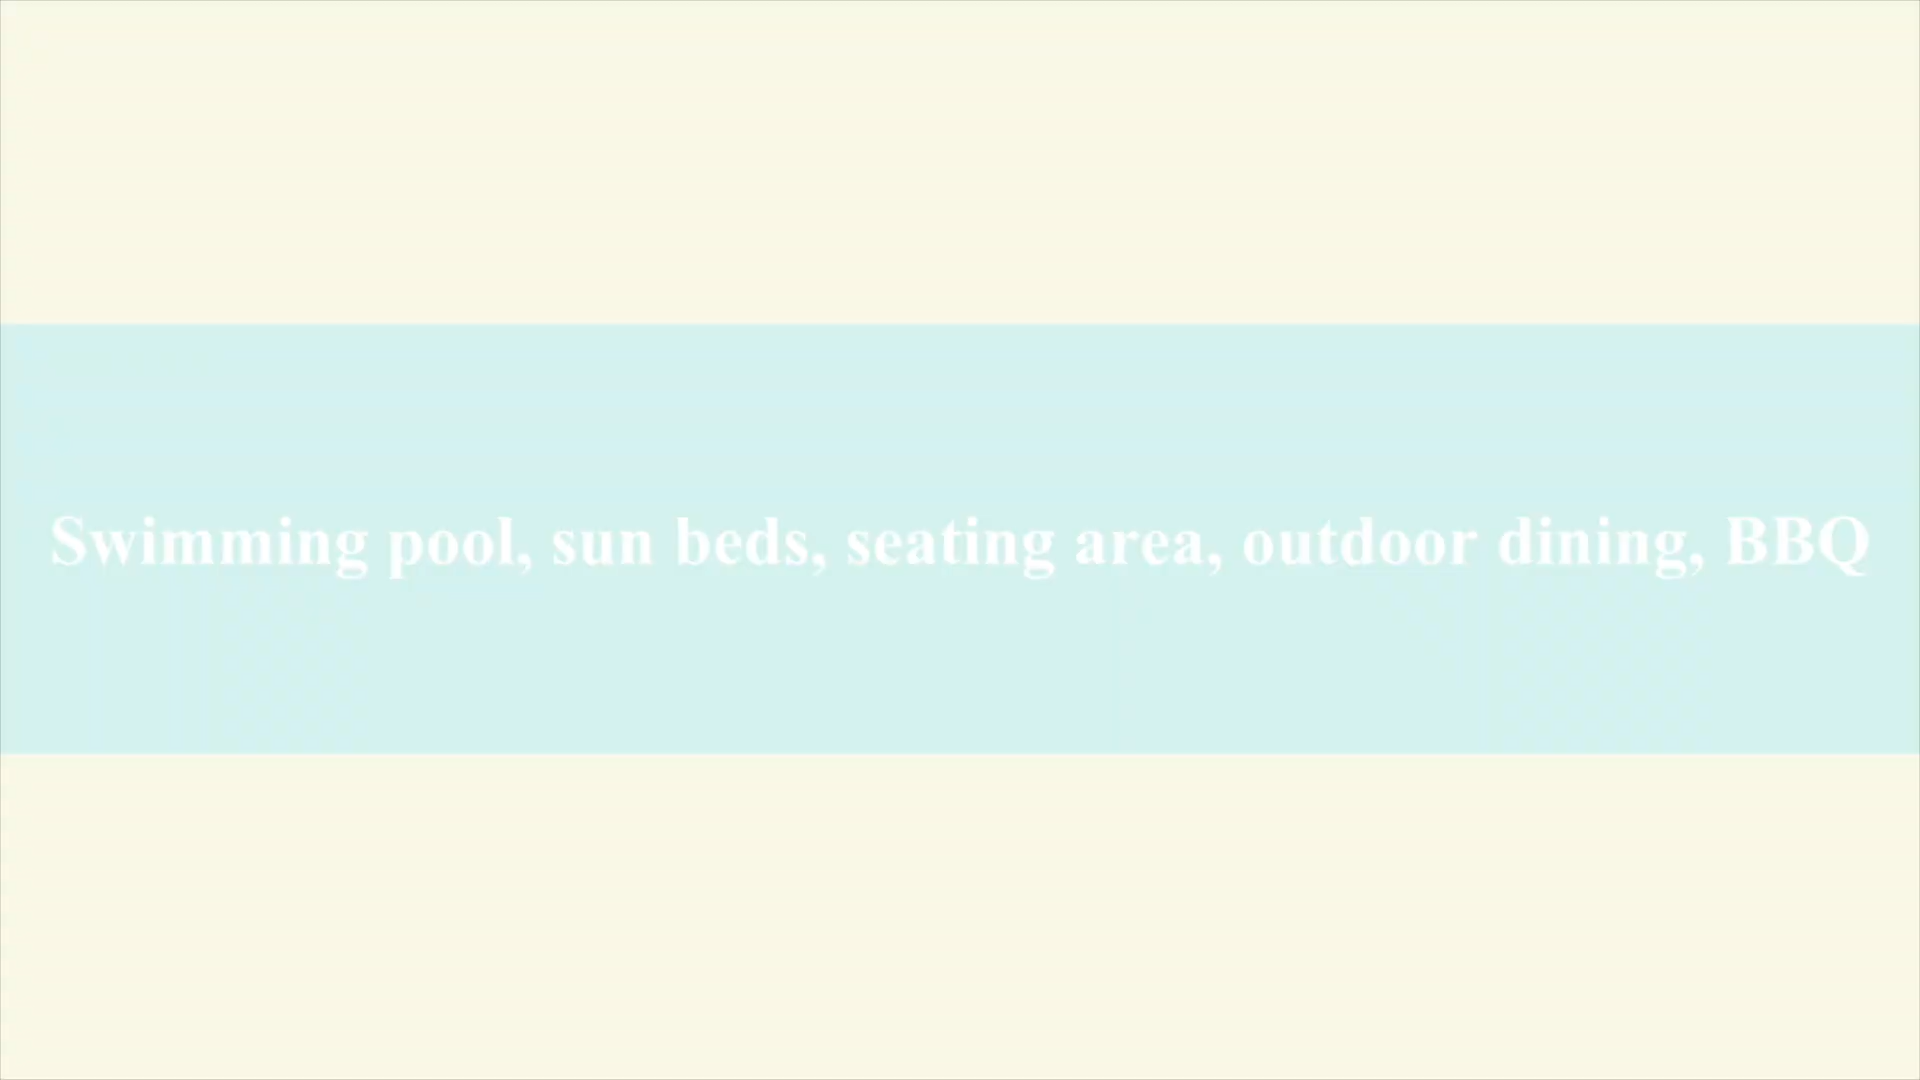 Swimming pool, sun beds, seating area, outdoor dining, BBQ